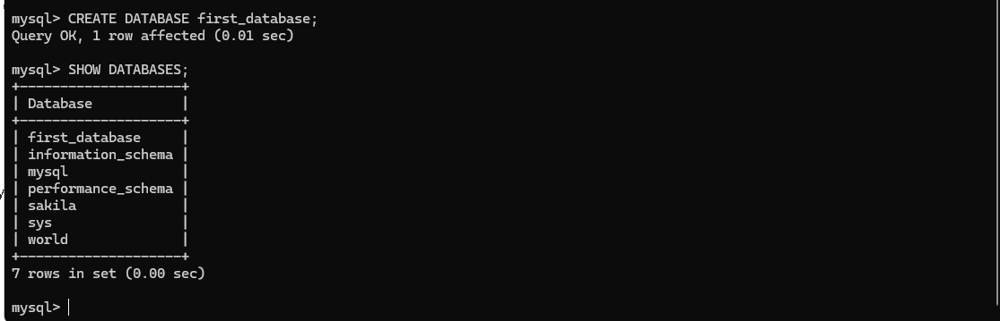 mysql> CREATE DATABASE first_database;
Query OK, 1 row affected (0.01 sec)
mysql> SHOW DATABASES;
+--------------------+
| Database           |
+--------------------+
| first_database     |
| information_schema |
| mysql              |
| performance_schema |
| sakila             |
| sys                |
| world              |
+--------------------+
7 rows in set (0.00 sec)
mysql>